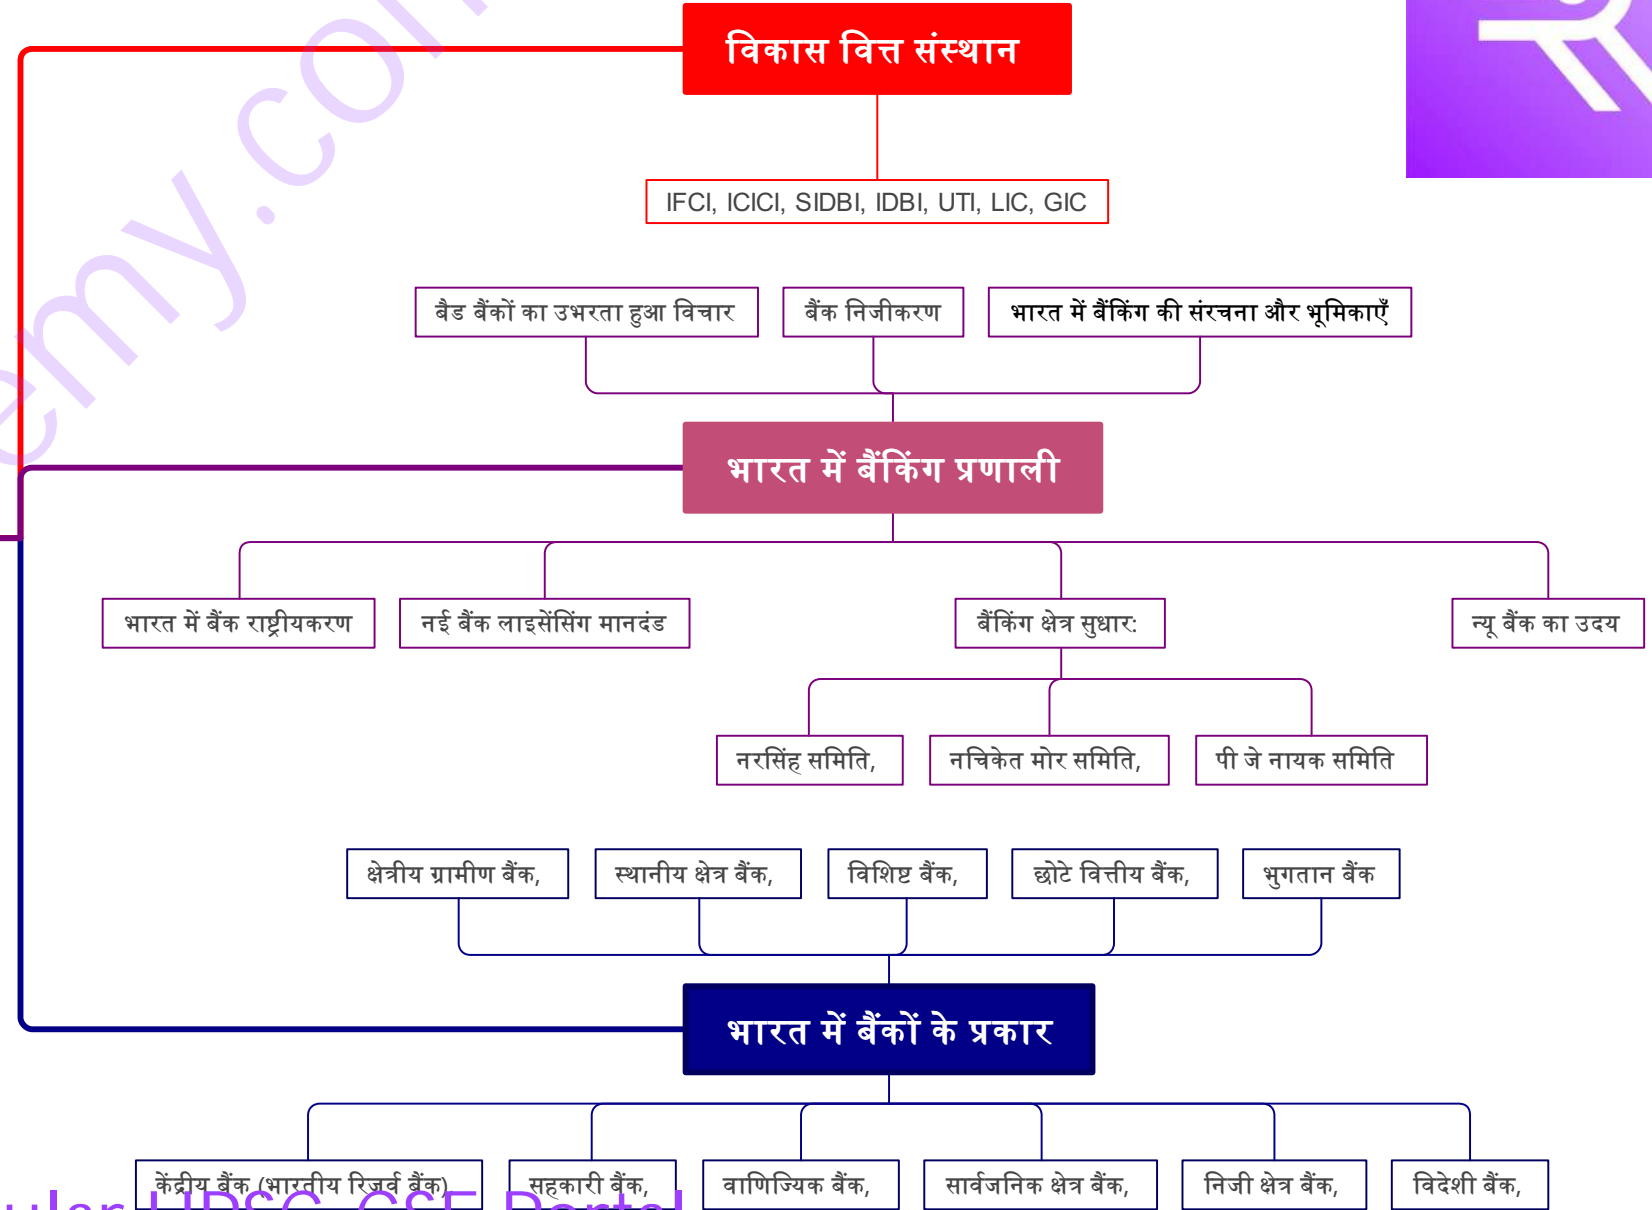 विकास वित्त संस्थान
IFCI, ICICI, SIDBI, IDBI, UTI, LIC, GIC
बैड बैंकों का उभरता हुआ विचार
बैंक निजीकरण
भारत में बैंकिंग की संरचना और भूमिकाएँ
भारत में बैंकिंग प्रणाली
भारत में बैंक राष्ट्रीयकरण
नई बैंक लाइसेंसिंग मानदंड
बैंकिंग क्षेत्र सुधार:
न्यू बैंक का उदय
नरसिंह समिति,
नचिकेत मोर समिति,
पी जे नायक समिति
क्षेत्रीय ग्रामीण बैंक,
स्थानीय क्षेत्र बैंक,
विशिष्ट बैंक,
छोटे वित्तीय बैंक,
भुगतान बैंक
भारत में बैंकों के प्रकार
केंद्रीय बैंक (भारतीय रिजर्व बैंक)
सहकारी बैंक,
वाणिज्यिक बैंक,
सार्वजनिक क्षेत्र बैंक,
निजी क्षेत्र बैंक,
विदेशी बैंक,
UPSC CSE Portal